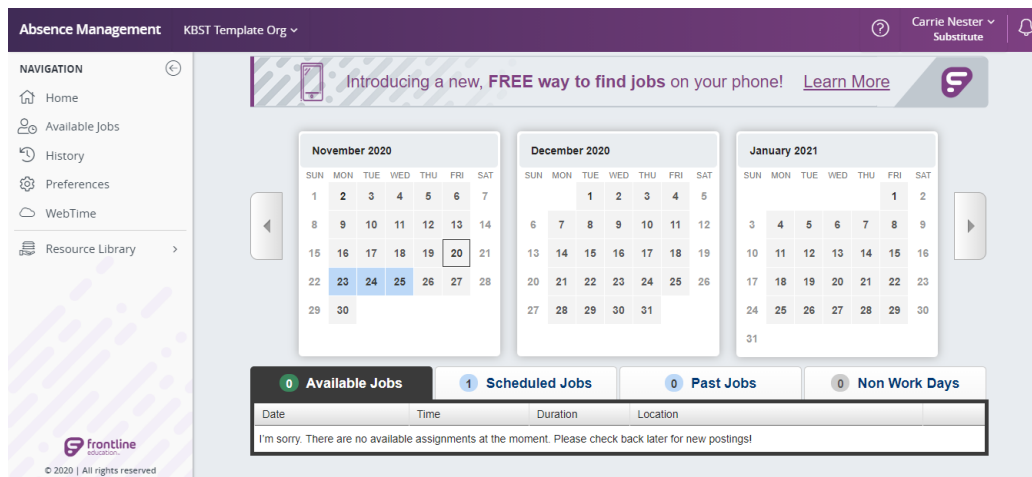 Absence Management KBST Template Org
Carrie Nester
Substitute
NAVIGATION
Home
Available Jobs
History
Preferences
WebTime
Resource Library
frontline
education
© 2020 | All rights reserved
Introducing a new, FREE way to find jobs on your phone! Learn More
November 2020
SUN MON TUE WED THU FRI SAT
1 2 3 4 5 6 7
8 9 10 11 12 13 14
15 16 17 18 19 20 21
22 23 24 25 26 27 28
29 30
December 2020
SUN MON TUE WED THU FRI SAT
1 2 3 4 5
6 7 8 9 10 11 12
13 14 15 16 17 18 19
20 21 22 23 24 25 26
27 28 29 30 31
January 2021
SUN MON TUE WED THU FRI SAT
1 2
3 4 5 6 7 8 9
10 11 12 13 14 15 16
17 18 19 20 21 22 23
24 25 26 27 28 29 30
31
0 Available Jobs 1 Scheduled Jobs 0 Past Jobs 0 Non Work Days
Date Time Duration Location
I'm sorry. There are no available assignments at the moment. Please check back later for new postings!